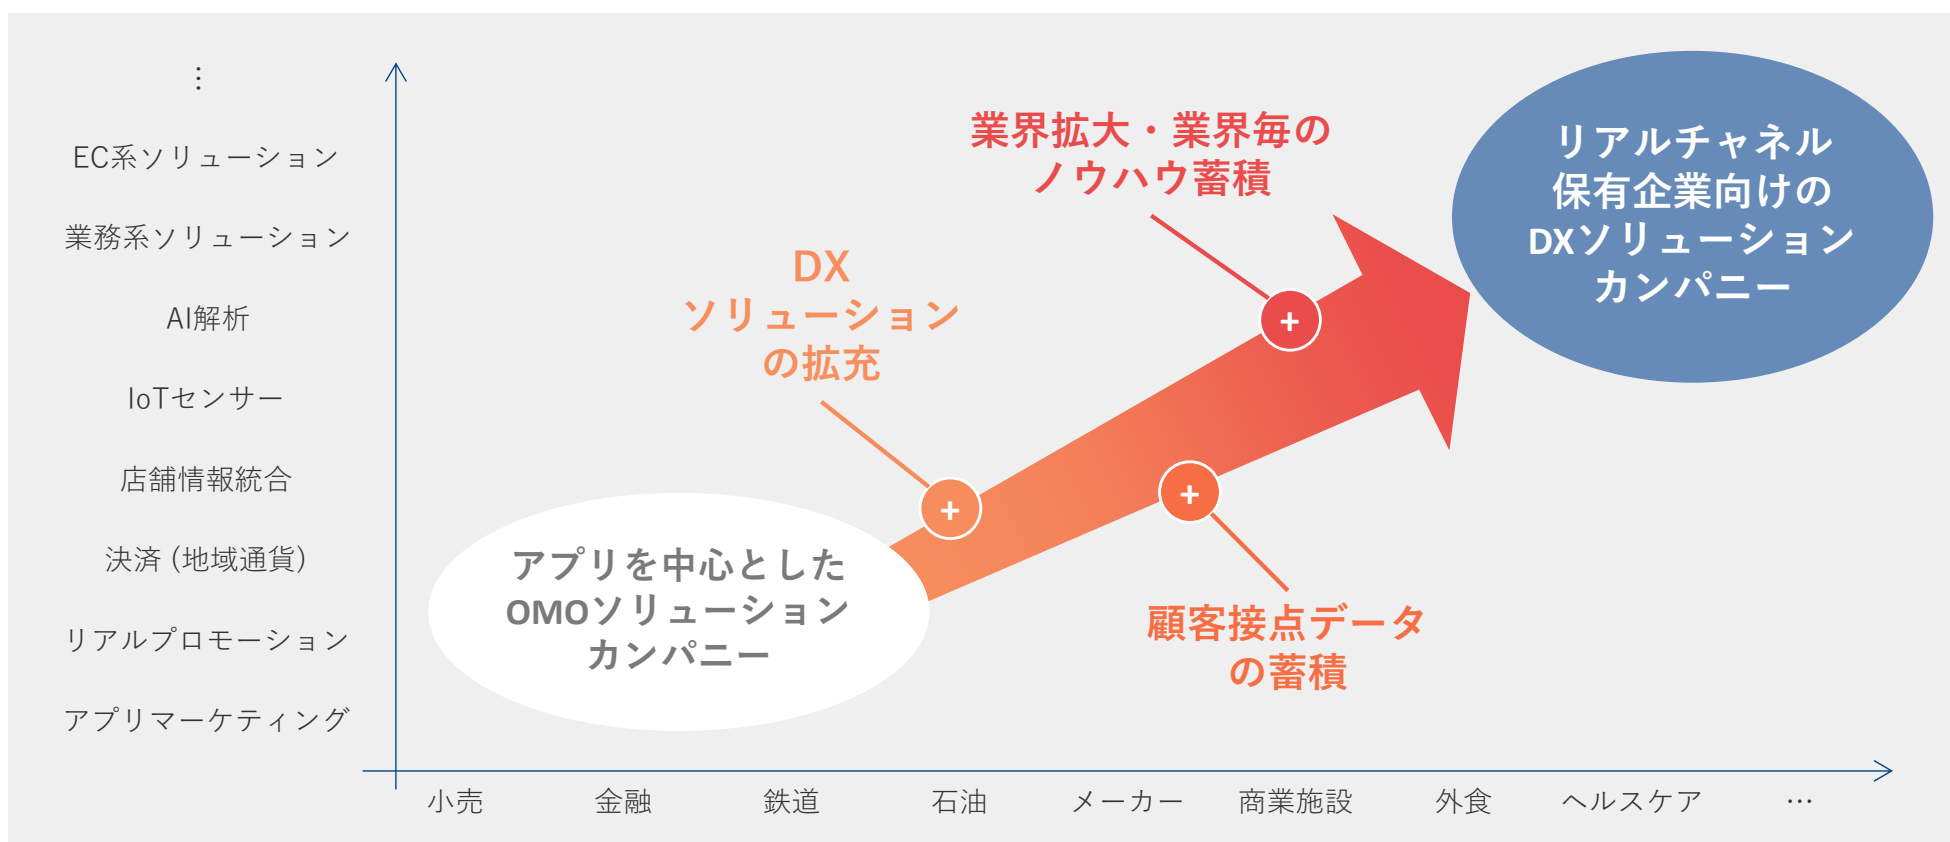 ⋮
EC系ソリューション
業務系ソリューション
AI解析
IoTセンサー
店舗情報統合
決済 (地域通貨)
リアルプロモーション
アプリマーケティング
業界拡大・業界毎の
ノウハウ蓄積
リアルチャネル
保有企業向けの
DXソリューション
カンパニー
DX
ソリューション
の拡充
+
+
+
アプリを中心とした
OMOソリューション
カンパニー
顧客接点データ
の蓄積
小売 金融 鉄道 石油 メーカー 商業施設 外食 ヘルスケア …